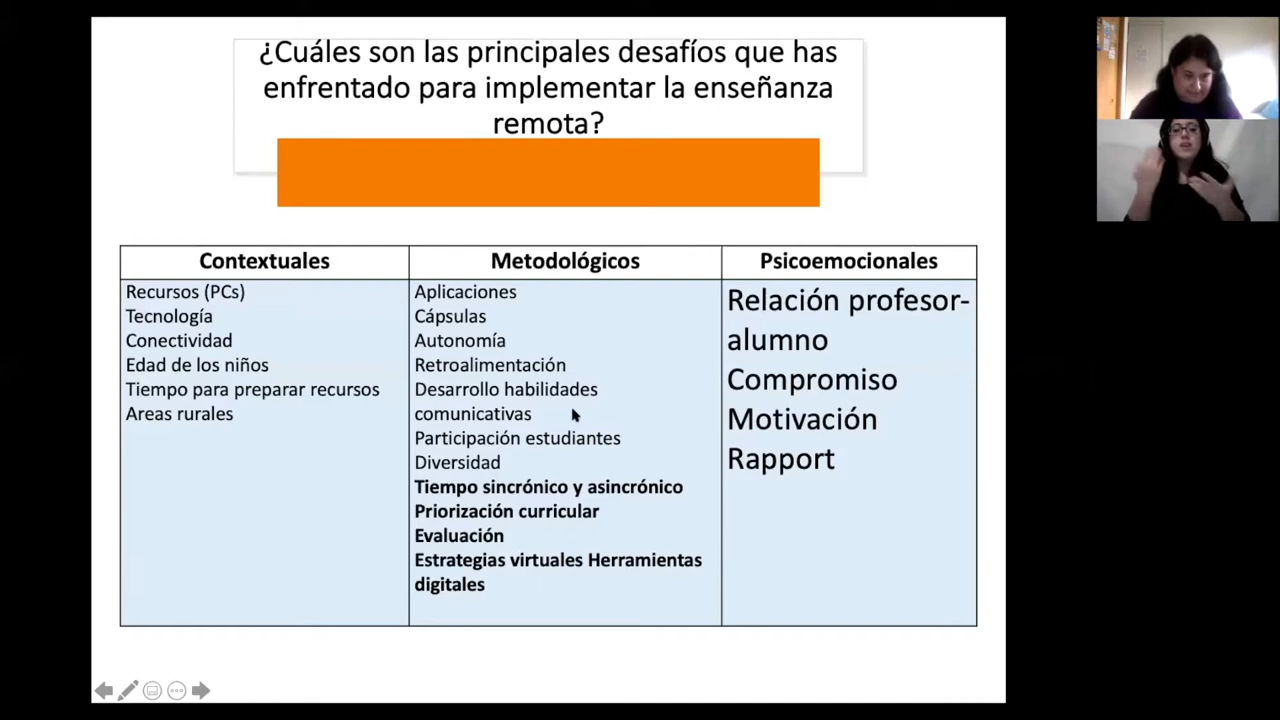 ¿Cuáles son las principales desafíos que has
enfrentado para implementar la enseñanza
remota?
Contextuales
Recursos (PCs)
Tecnología
Conectividad
Edad de los niños
Tiempo para preparar recursos
Areas rurales
Metodológicos
Aplicaciones
Cápsulas
Autonomía
Retroalimentación
Desarrollo habilidades
comunicativas
Participación estudiantes
Diversidad
Tiempo sincrónico y asincrónico
Priorización curricular
Evaluación
Estrategias virtuales Herramientas
digitales
Psicoemocionales
Relación profesor-
alumno
Compromiso
Motivación
Rapport